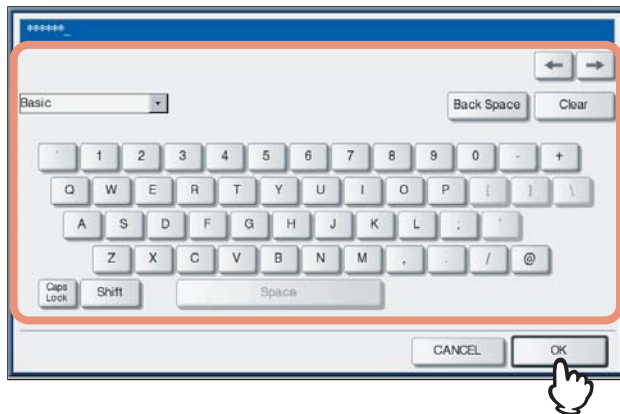 ******_
← →
Basic Back Space Clear
' 1 2 3 4 5 6 7 8 9 0 - +
Q W E R T Y U I O P [ ] \
A S D F G H J K L ; '
Z X C V B N M , . / @
Caps Lock Shift Space
CANCEL OK